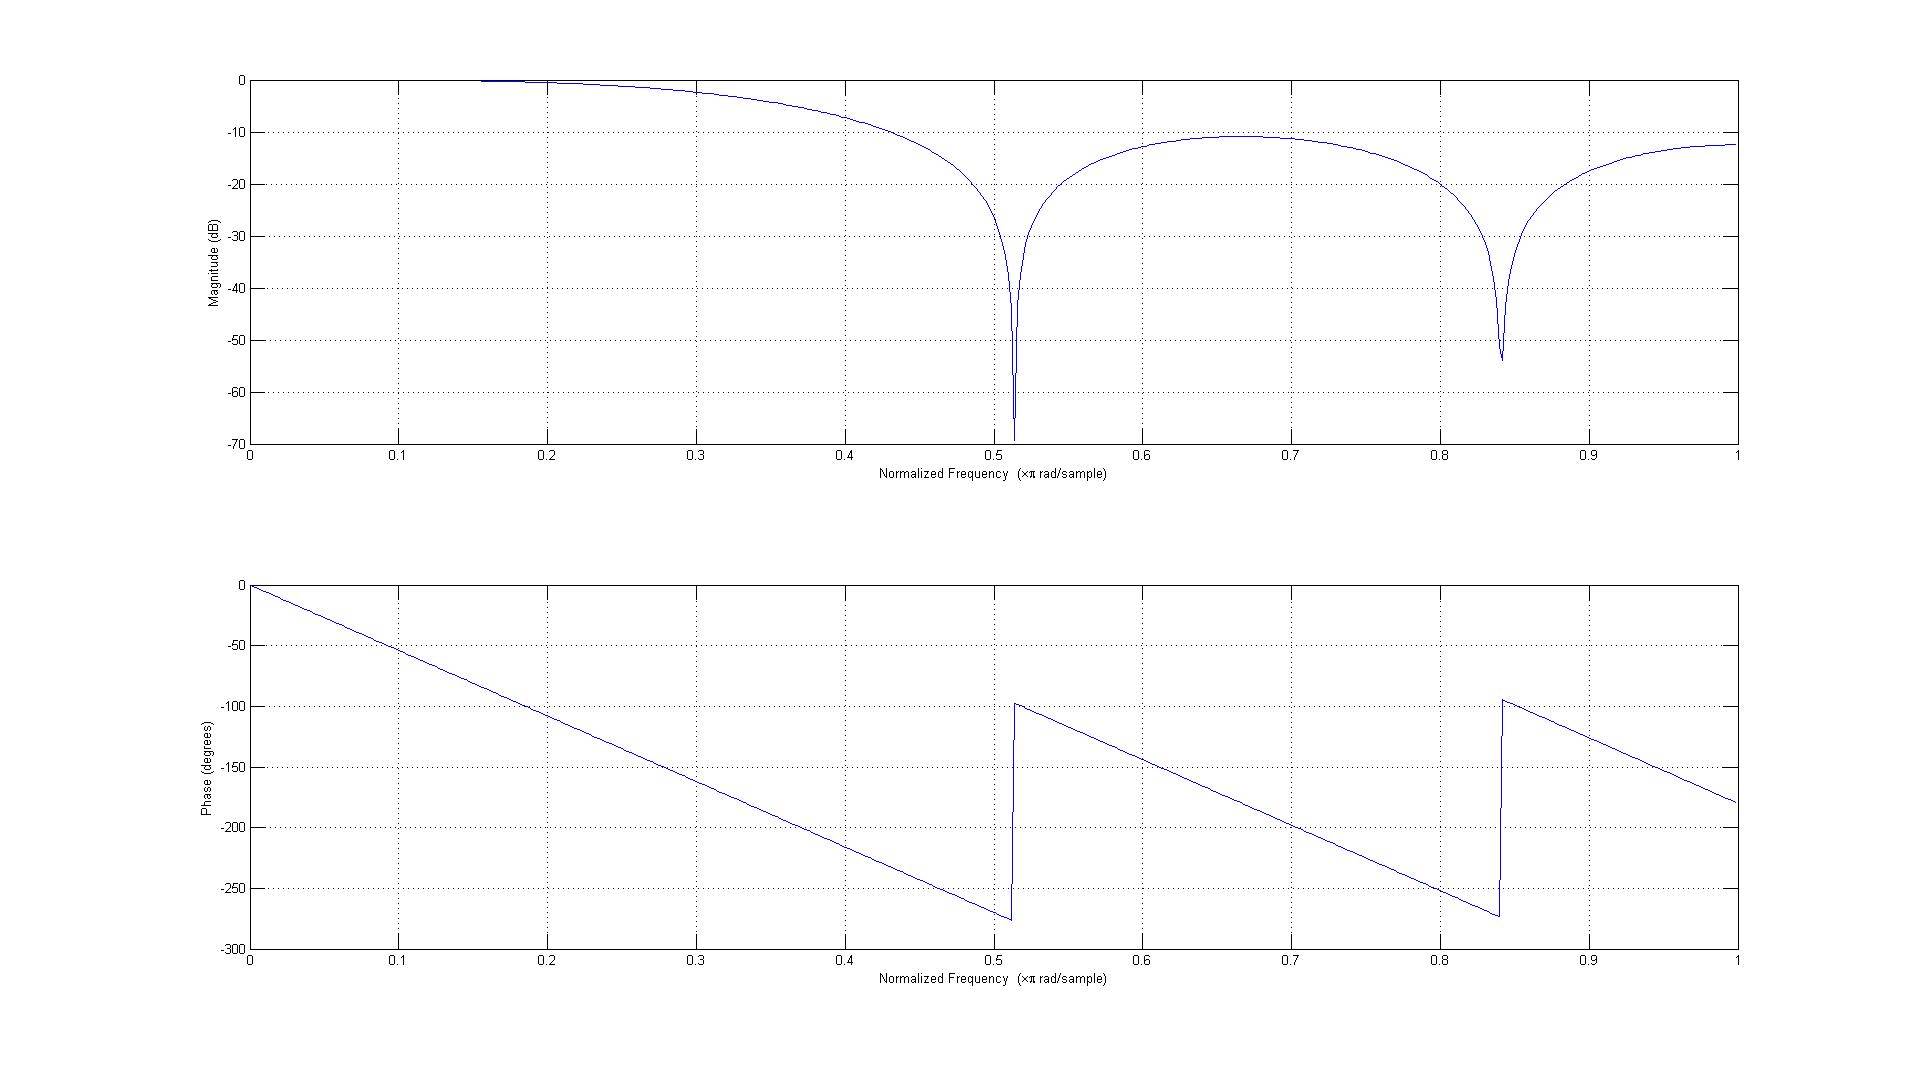 0
-10
-20
-30
-40
-50
-60
-70
Magnitude (dB)
0 0.1 0.2 0.3 0.4 0.5 0.6 0.7 0.8 0.9 1
Normalized Frequency (×π rad/sample)
0
-50
-100
-150
-200
-250
-300
Phase (degrees)
0 0.1 0.2 0.3 0.4 0.5 0.6 0.7 0.8 0.9 1
Normalized Frequency (×π rad/sample)